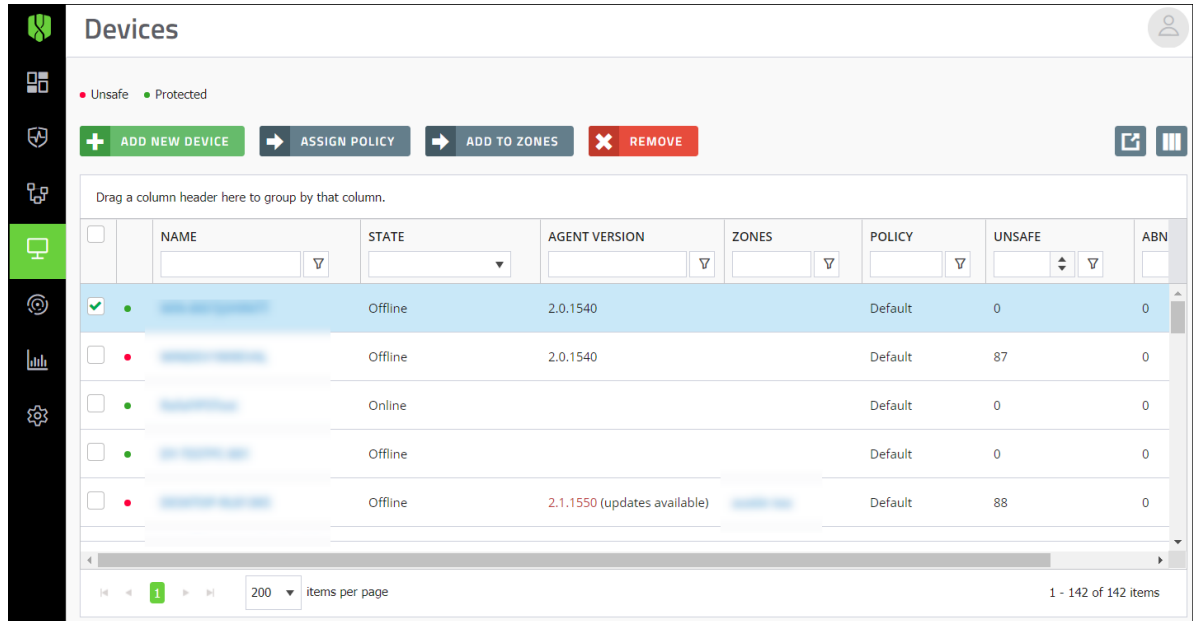 Devices
Unsafe Protected
ADD NEW DEVICE ASSIGN POLICY ADD TO ZONES REMOVE
Drag a column header here to group by that column.
NAME STATE AGENT VERSION ZONES POLICY UNSAFE ABN
Offline 2.0.1540 Default 0 0
Offline 2.0.1540 Default 87 0
Online Default 0 0
Offline Default 0 0
Offline 2.1.1550 (updates available) Default 88 0
1 200 items per page 1 - 142 of 142 items